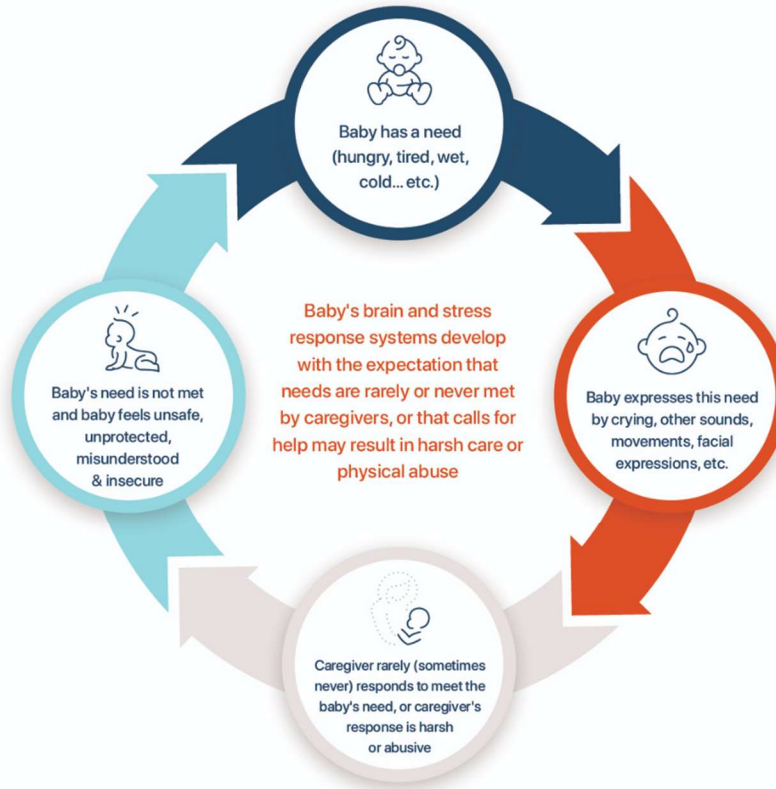 Baby has a need
(hungry, tired, wet,
cold... etc.)
Baby's brain and stress
response systems develop
with the expectation that
needs are rarely or never met
by caregivers, or that calls for
help may result in harsh care or
physical abuse
Baby expresses this need
by crying, other sounds,
movements, facial
expressions, etc.
Caregiver rarely (sometimes
never) responds to meet the
baby's need, or caregiver's
response is harsh
or abusive
Baby's need is not met
and baby feels unsafe,
unprotected,
misunderstood
& insecure